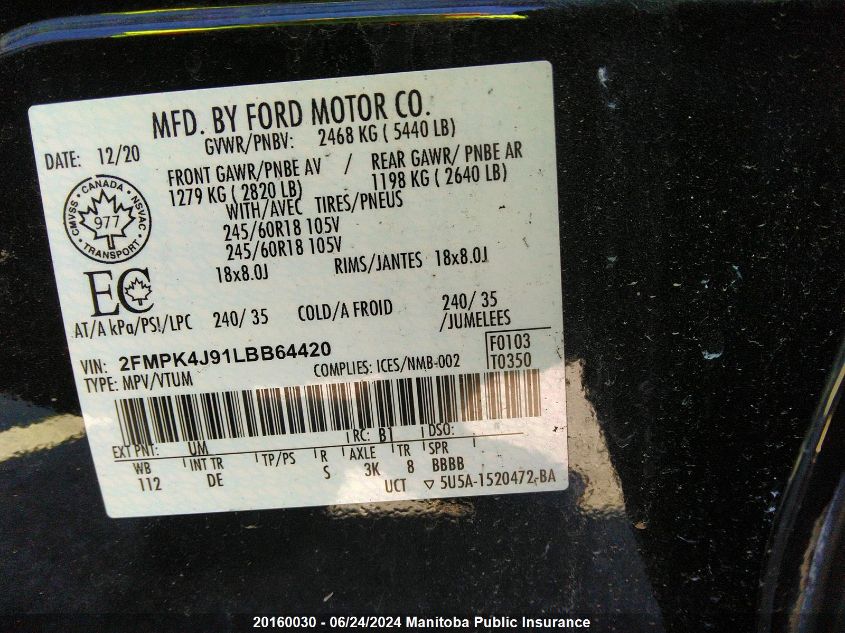 MFD. BY FORD MOTOR CO.
DATE: 12/20
GVWR/PNBV: 2468 KG ( 5440 LB)
FRONT GAWR/PNBE AV / REAR GAWR/ PNBE AR
1279 KG ( 2820 LB) 1198 KG ( 2640 LB)
WITH/AVEC TIRES/PNEUS
245/60R18 105V
245/60R18 105V
18x8.0J RIMS/JANTES 18x8.0J
CANADA
CMVSS NSVAC
977
TRANSPORT
EC
AT/A kPa/PSI/LPC 240/ 35 COLD/A FROID 240/ 35
/JUMELEES
VIN: 2FMPK4J91LBB64420
F0103
TYPE: MPV/VTUM COMPLIES: ICES/NMB-002 T0350
EXT PNT: UM RC: B1 DSO:
WB INT TR TP/PS R AXLE TR SPR
112 DE S 3K 8 BBBB
UCT ▽ 5U5A-1520472-BA
20160030 - 06/24/2024 Manitoba Public Insurance